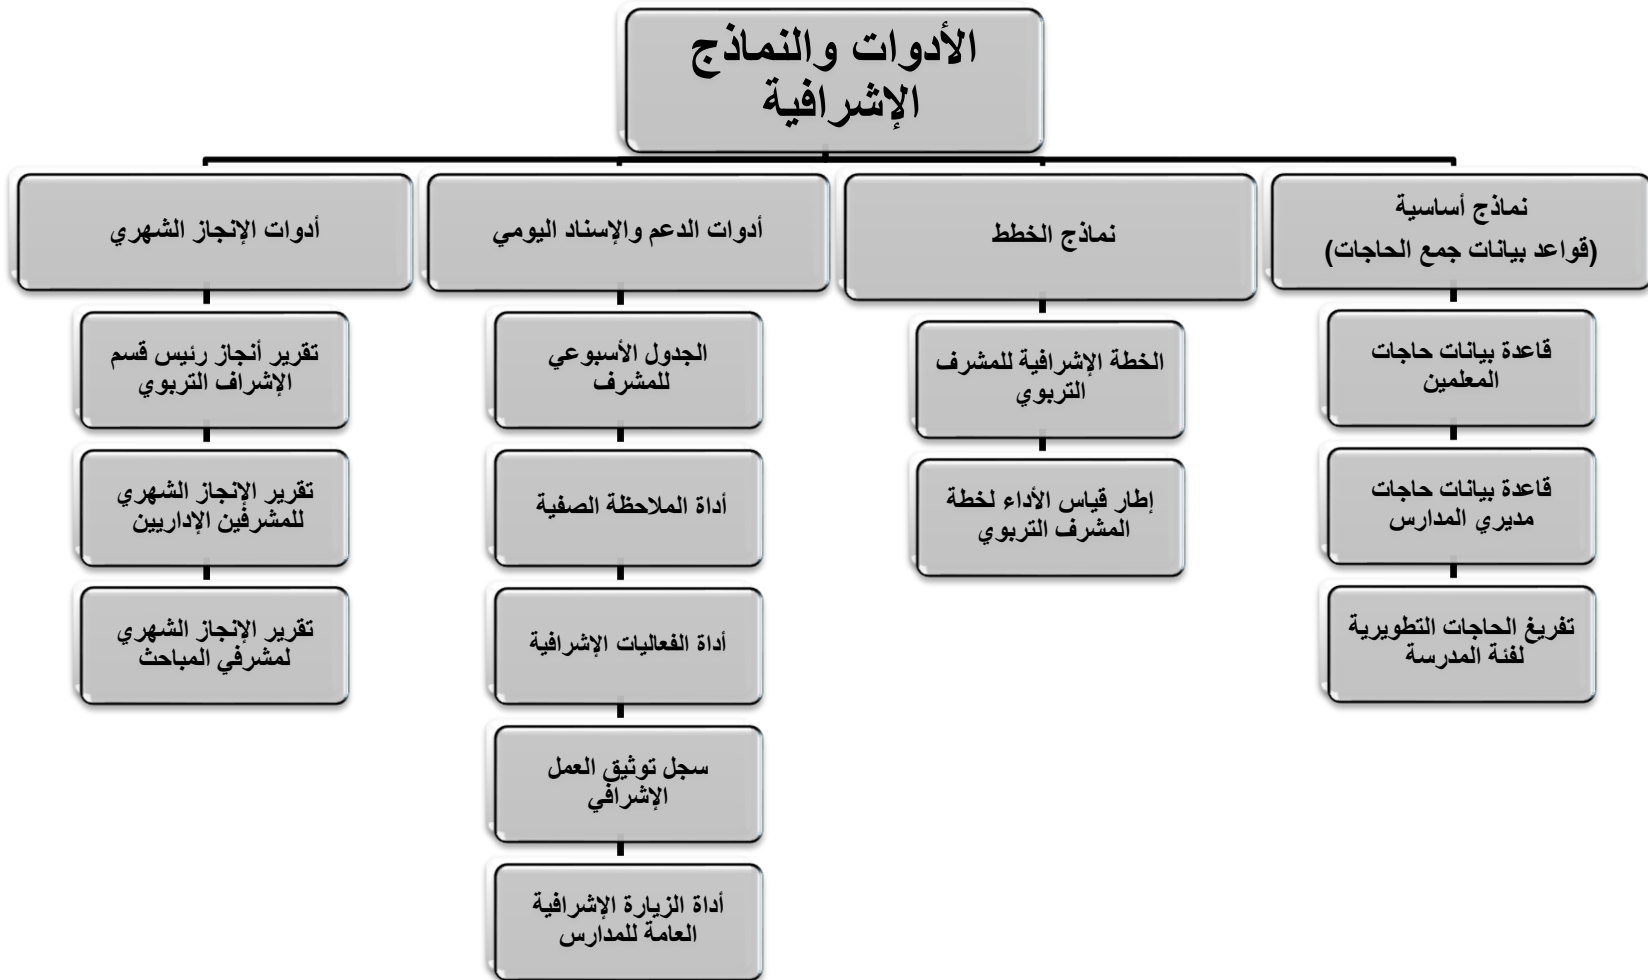 الأدوات والنماذج
الإشرافية
نماذج أساسية
(قواعد بيانات جمع الحاجات)
قاعدة بيانات حاجات
المعلمين
قاعدة بيانات حاجات
مديري المدارس
تفريغ الحاجات التطويرية
لفئة المدرسة
نماذج الخطط
الخطة الإشرافية للمشرف
التربوي
إطار قياس الأداء لخطة
المشرف التربوي
أدوات الدعم والإسناد اليومي
الجدول الأسبوعي
للمشرف
أداة الملاحظة الصفية
أداة الفعاليات الإشرافية
سجل توثيق العمل
الإشرافي
أداة الزيارة الإشرافية
العامة للمدارس
أدوات الإنجاز الشهري
تقرير أنجاز رئيس قسم
الإشراف التربوي
تقرير الإنجاز الشهري
للمشرفين الإداريين
تقرير الإنجاز الشهري
لمشرفي المباحث